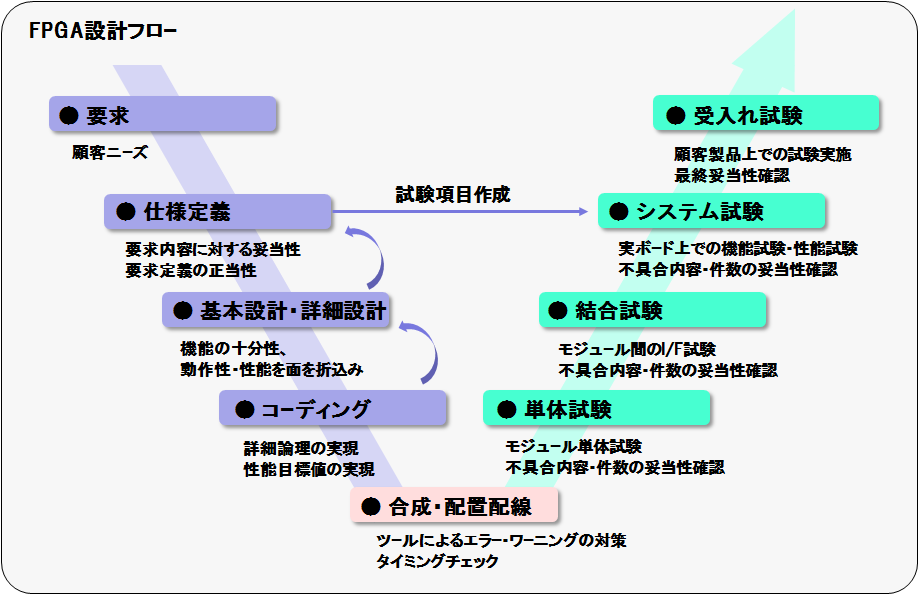 FPGA設計フロー
● 要求
顧客ニーズ
● 仕様定義
要求内容に対する妥当性
要求定義の正当性
● 基本設計・詳細設計
機能の十分性、
動作性・性能を面を折込み
● コーディング
詳細論理の実現
性能目標値の実現
● 合成・配置配線
ツールによるエラー・ワーニングの対策
タイミングチェック
試験項目作成
● 受入れ試験
顧客製品上での試験実施
最終妥当性確認
● システム試験
実ボード上での機能試験・性能試験
不具合内容・件数の妥当性確認
● 結合試験
モジュール間のI/F試験
不具合内容・件数の妥当性確認
● 単体試験
モジュール単体試験
不具合内容・件数の妥当性確認